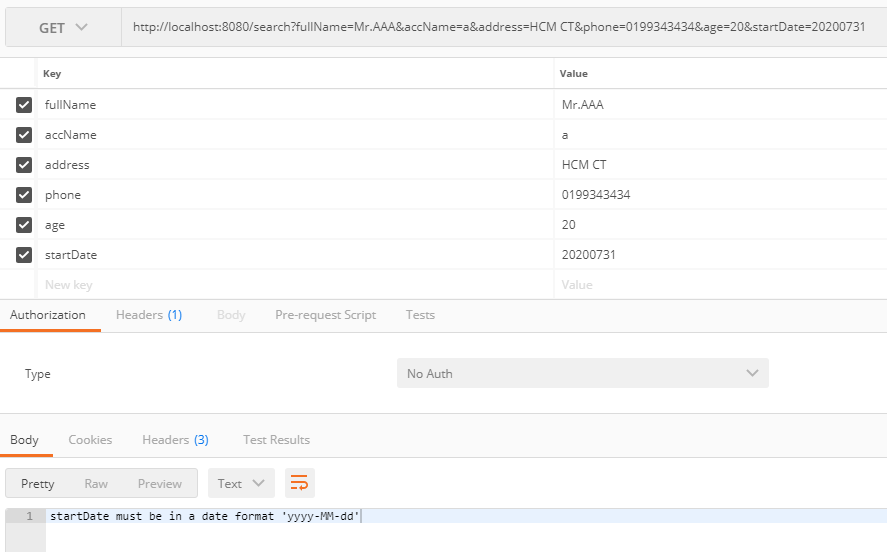 GET http://localhost:8080/search?fullName=Mr.AAA&accName=a&address=HCM CT&phone=0199343434&age=20&startDate=20200731
Key Value
fullName Mr.AAA
accName a
address HCM CT
phone 0199343434
age 20
startDate 20200731
New key Value
Authorization Headers (1) Body Pre-request Script Tests
Type No Auth
Body Cookies Headers (3) Test Results
Pretty Raw Preview Text
1 startDate must be in a date format 'yyyy-MM-dd'